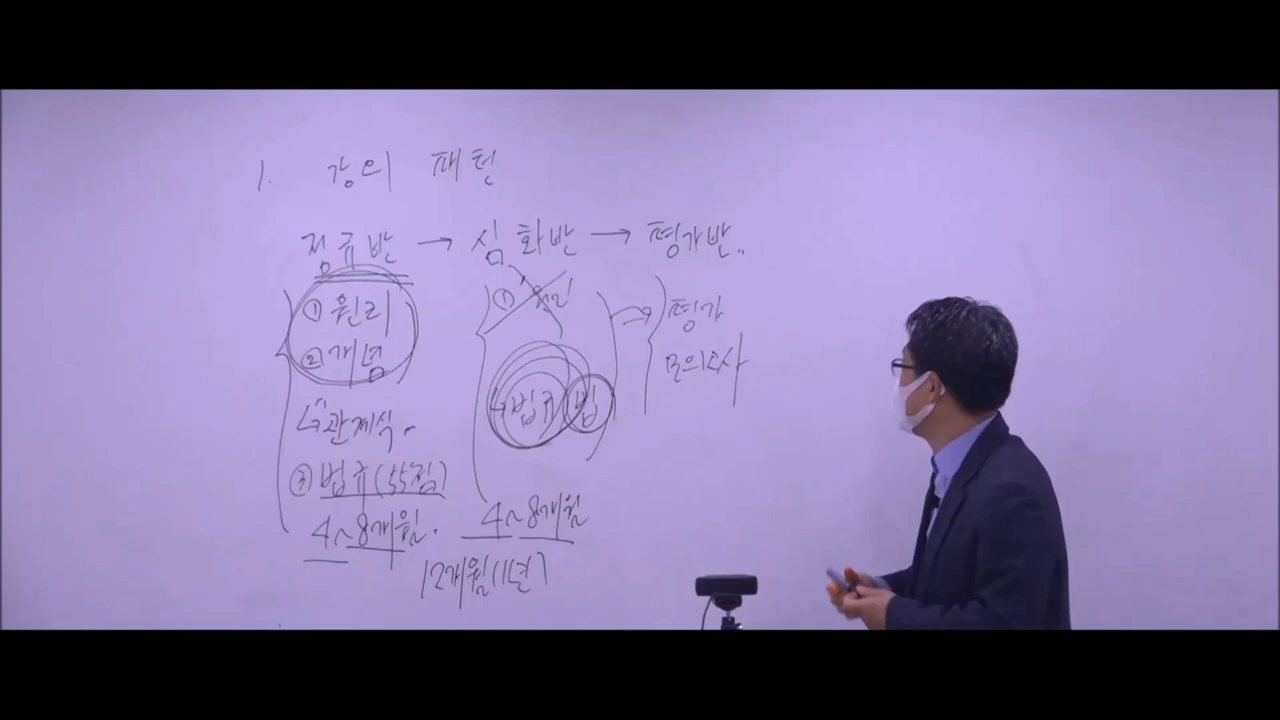 1. 강의 패턴
정규반 → 심화반 → 평가반
① 원리
② 개념
↳ 관계식.
③ 법규(55점)
4~8개월.
①
법규 법
4~8개월
12개월(1년)
평가
모의고사